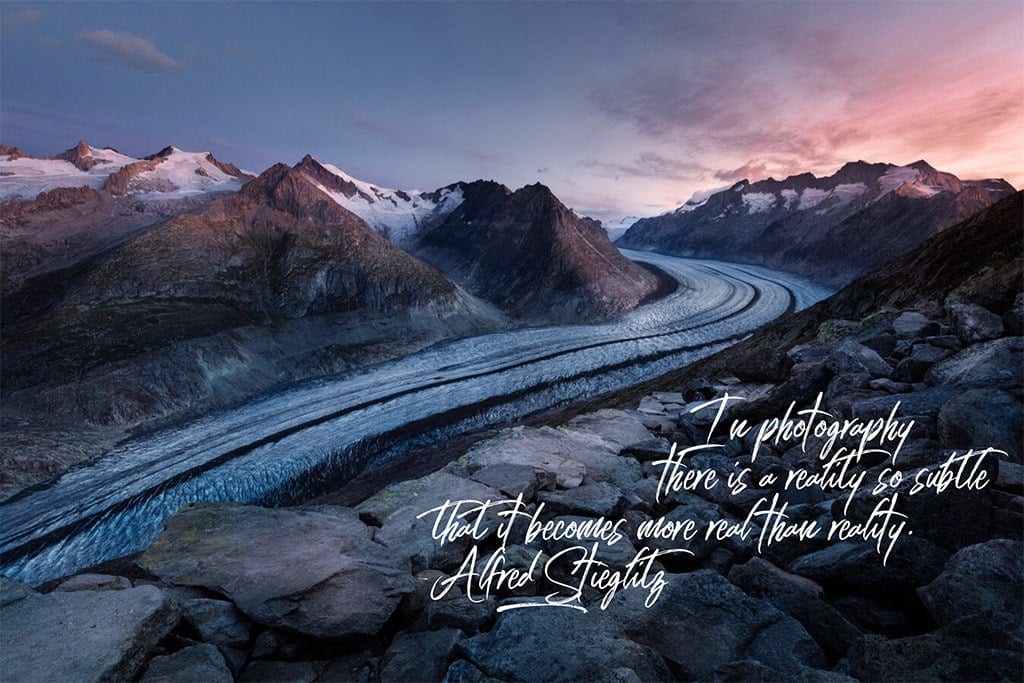 In photography
there is a reality so subtle
that it becomes more real than reality.
- Alfred Stieglitz